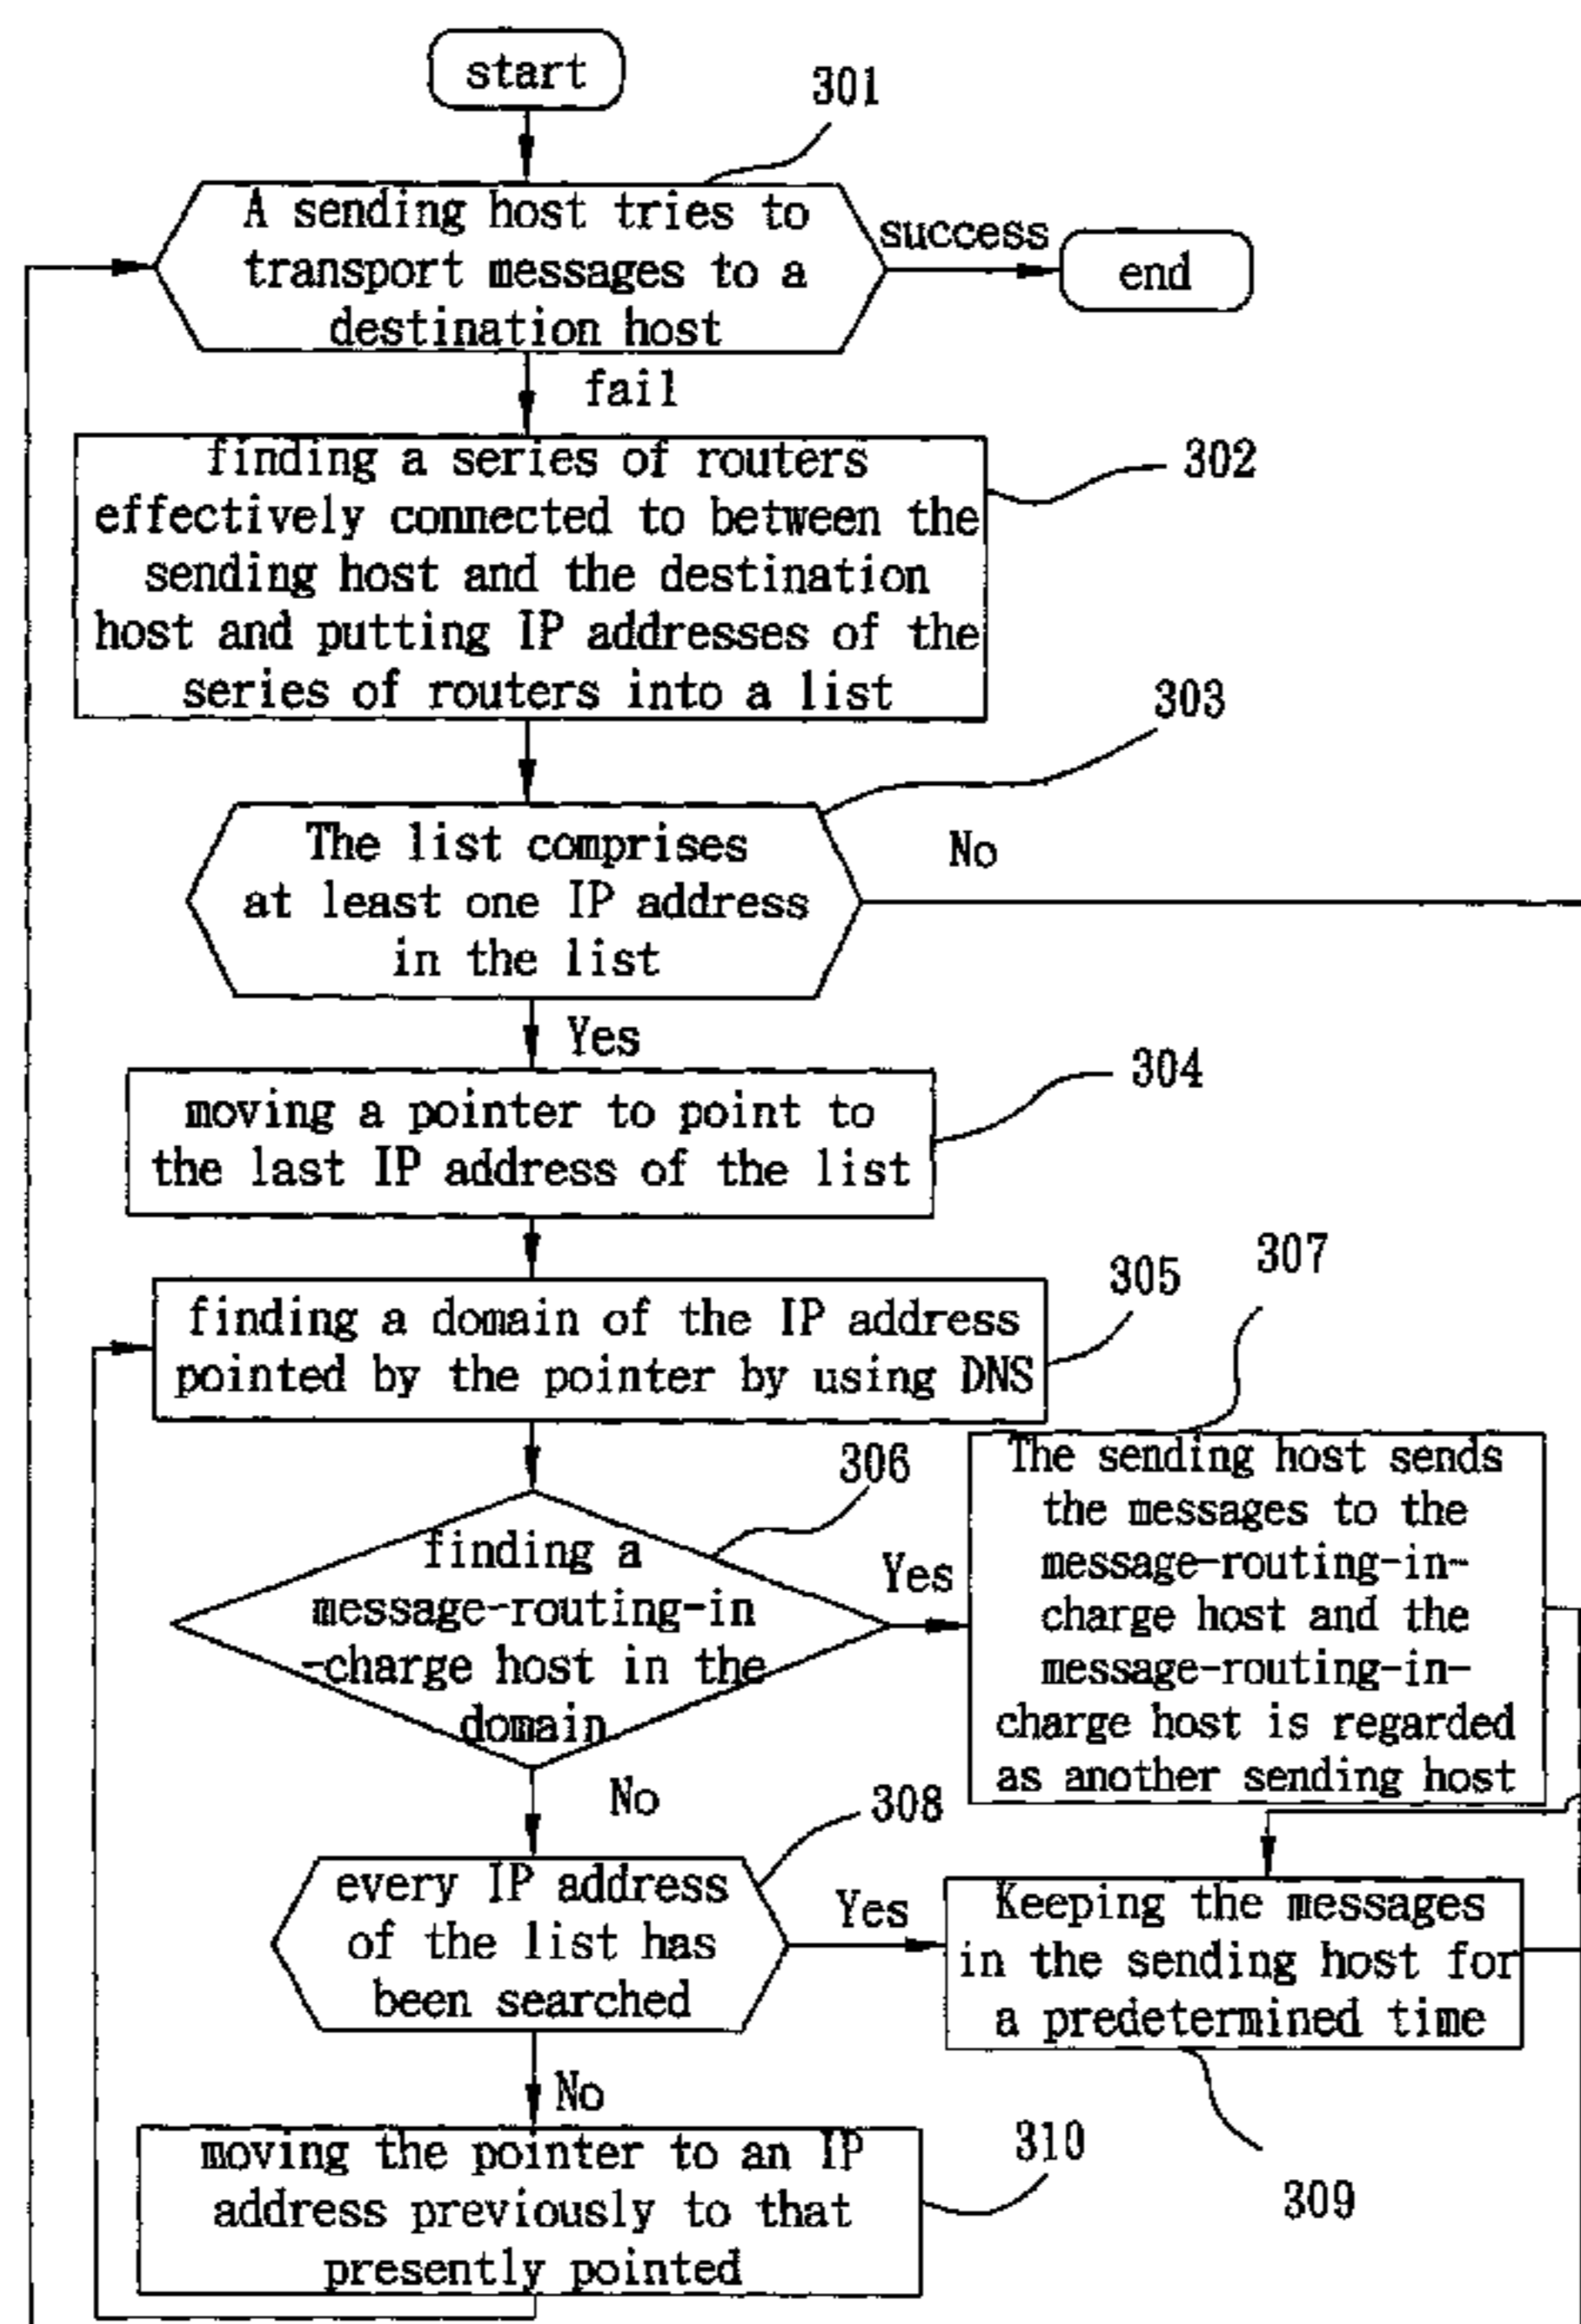 start
301
A sending host tries to
transport messages to a
destination host
success
end
fail
finding a series of routers
effectively connected to between the
sending host and the destination
host and putting IP addresses of the
series of routers into a list
302
303
The list comprises
at least one IP address
in the list
No
Yes
304
moving a pointer to point to
the last IP address of the list
305
307
finding a domain of the IP address
pointed by the pointer by using DNS
306
finding a
message-routing-in
-charge host in the
domain
Yes
The sending host sends
the messages to the
message-routing-in-
charge host and the
message-routing-in-
charge host is regarded
as another sending host
No
308
every IP address
of the list has
been searched
Yes
Keeping the messages
in the sending host for
a predetermined time
309
No
310
moving the pointer to an IP
address previously to that
presently pointed